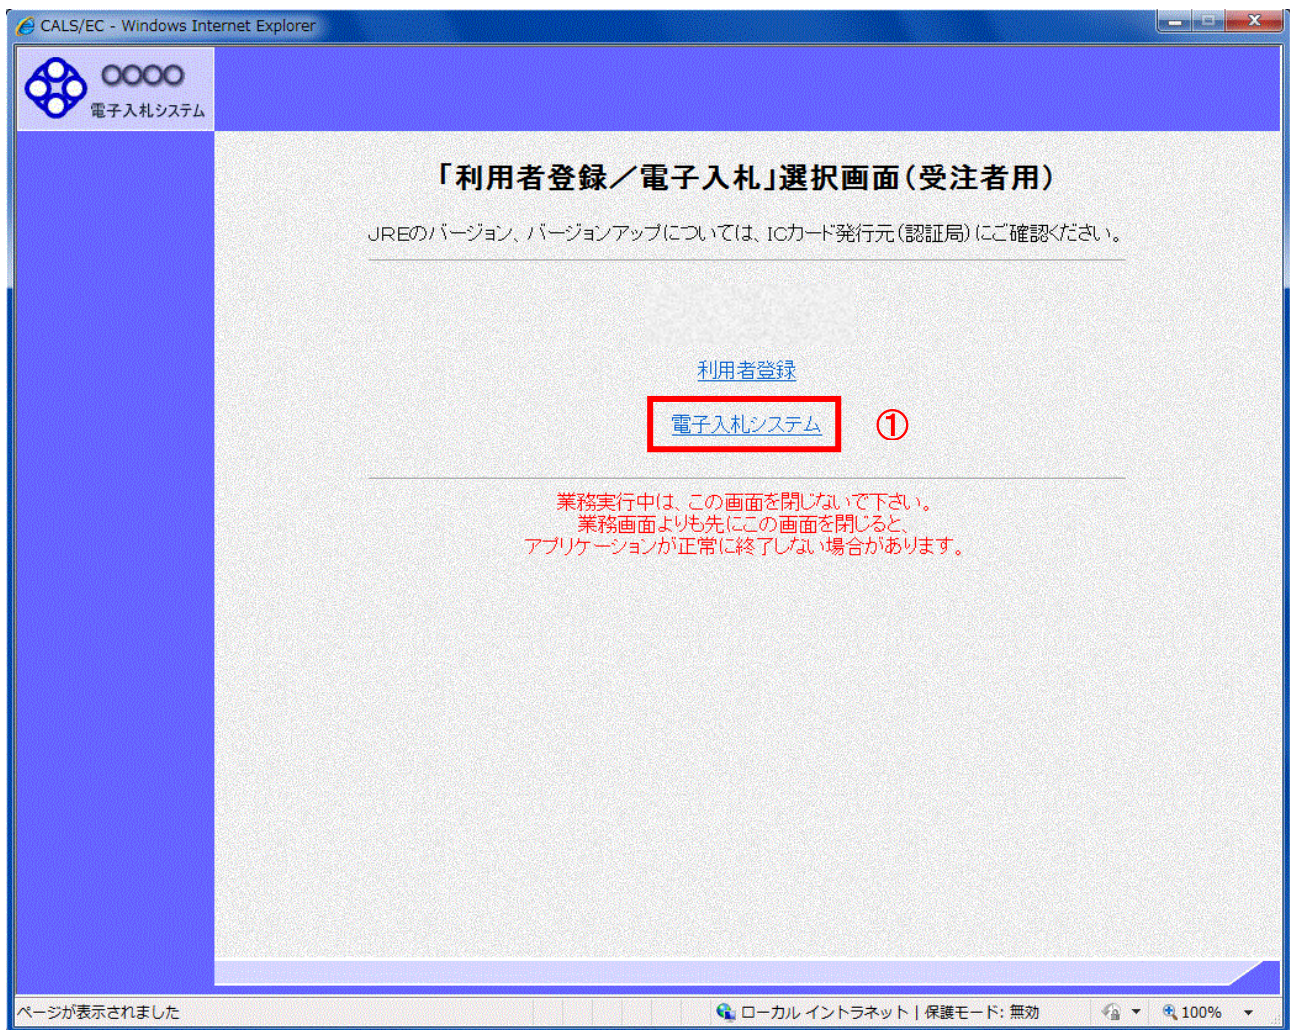 CALS/EC - Windows Internet Explorer
○○○○
電子入札システム
「利用者登録／電子入札」選択画面(受注者用)
JREのバージョン、バージョンアップについては、ICカード発行元(認証局)にご確認ください。
利用者登録
電子入札システム ①
業務実行中は、この画面を閉じないで下さい。
業務画面よりも先にこの画面を閉じると、
アプリケーションが正常に終了しない場合があります。
ページが表示されました ローカル イントラネット | 保護モード: 無効 100%